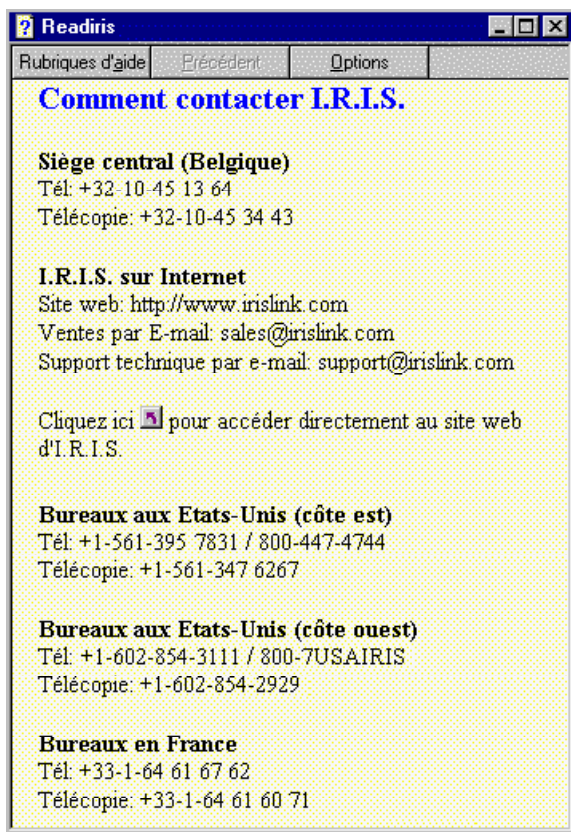 Readiris
Rubriques d'aide Précédent Options
Comment contacter I.R.I.S.
Siège central (Belgique)
Tél: +32-10-45 13 64
Télécopie: +32-10-45 34 43
I.R.I.S. sur Internet
Site web: http://www.irislink.com
Ventes par E-mail: sales@irislink.com
Support technique par e-mail: support@irislink.com
Cliquez ici pour accéder directement au site web
d'I.R.I.S.
Bureaux aux Etats-Unis (côte est)
Tél: +1-561-395 7831 / 800-447-4744
Télécopie: +1-561-347 6267
Bureaux aux Etats-Unis (côte ouest)
Tél: +1-602-854-3111 / 800-7USAIRIS
Télécopie: +1-602-854-2929
Bureaux en France
Tél: +33-1-64 61 67 62
Télécopie: +33-1-64 61 60 71